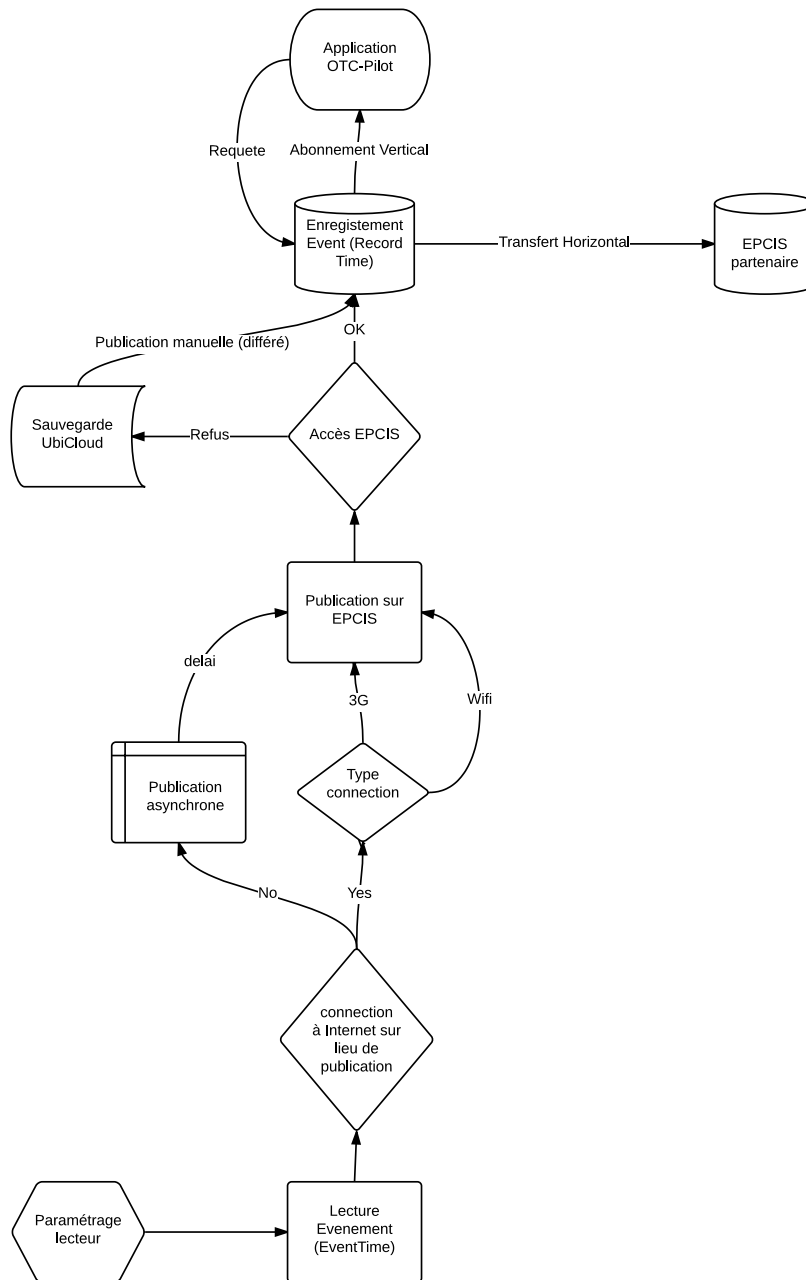 Application
OTC-Pilot
Requete
Abonnement Vertical
Enregistement
Event (Record
Time)
Transfert Horizontal
EPCIS
partenaire
OK
Publication manuelle (différé)
Sauvegarde
UbiCloud
Refus
Accès EPCIS
Publication sur
EPCIS
delai
3G
Wifi
Publication
asynchrone
Type
connection
No
Yes
connection
à Internet sur
lieu de
publication
Paramétrage
lecteur
Lecture
Evenement
(EventTime)